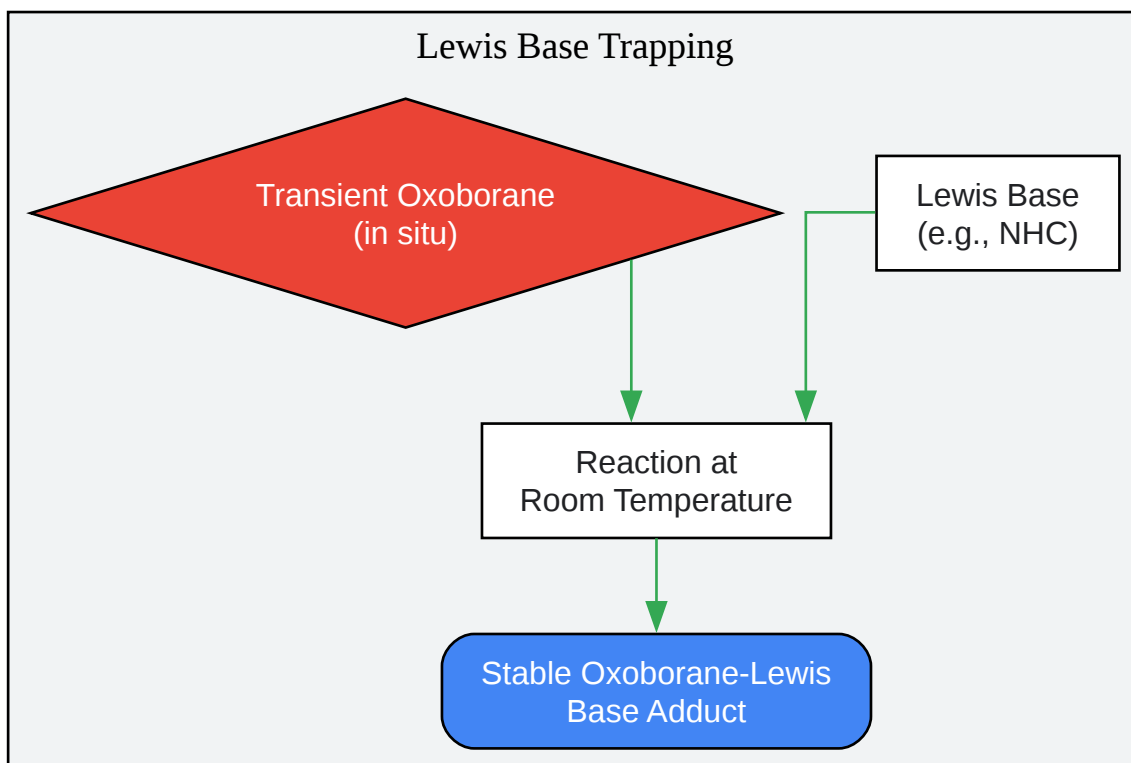 Lewis Base Trapping
Transient Oxoborane
(in situ)
Lewis Base
(e.g., NHC)
Reaction at
Room Temperature
Stable Oxoborane-Lewis
Base Adduct